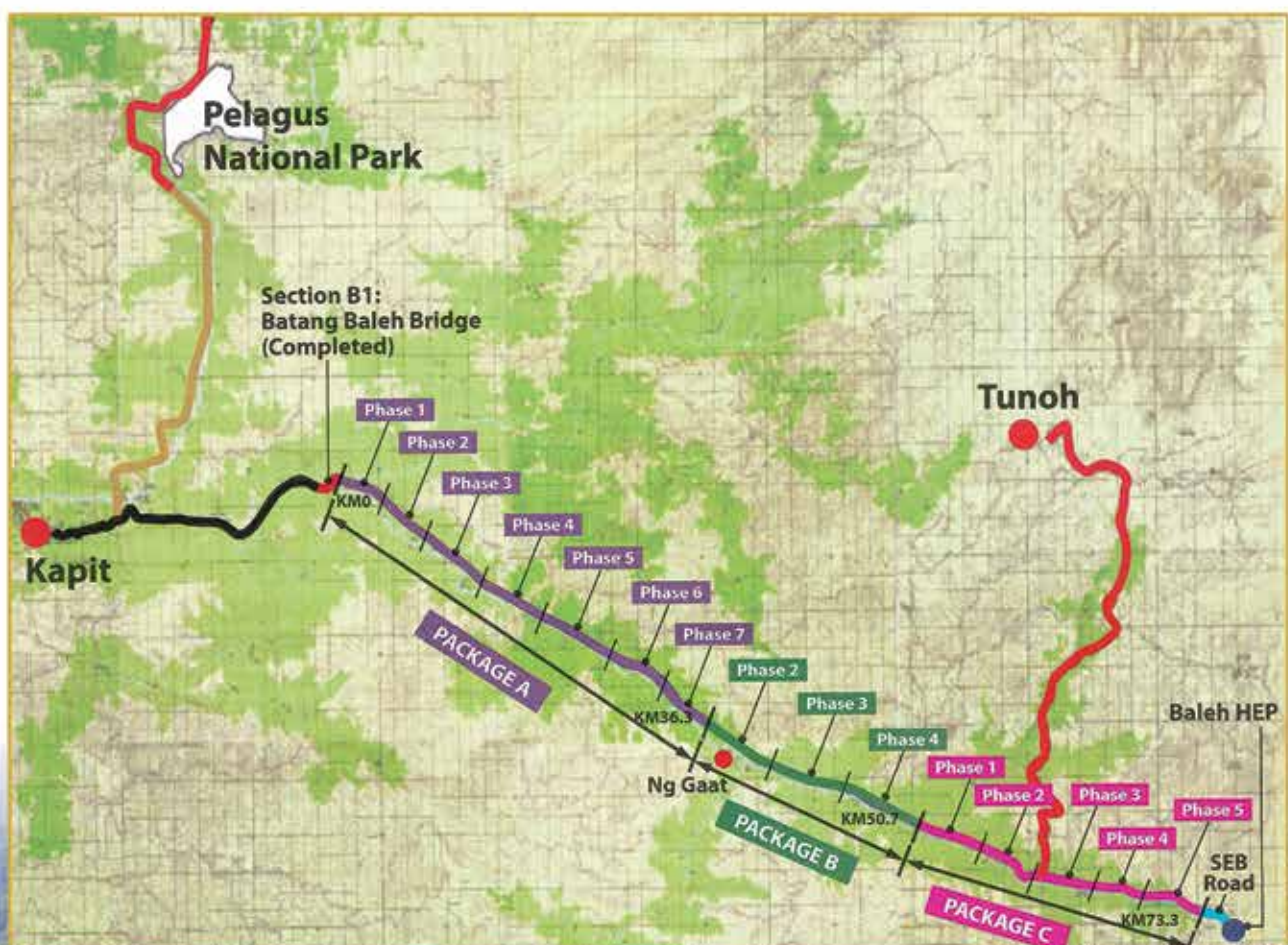 Pelagus
National Park
Section B1:
Batang Baleh Bridge
(Completed)
Phase 1
Phase 2
Phase 3
Phase 4
Phase 5
Phase 6
Phase 7
KM0
Kapit
PACKAGE A
Tunoh
Phase 2
Phase 3
Phase 4
KM36.3
Ng Gaat
PACKAGE B
Baleh HEP
Phase 1
Phase 2
Phase 3
Phase 4
Phase 5
KM50.7
SEB
Road
PACKAGE C
KM73.3